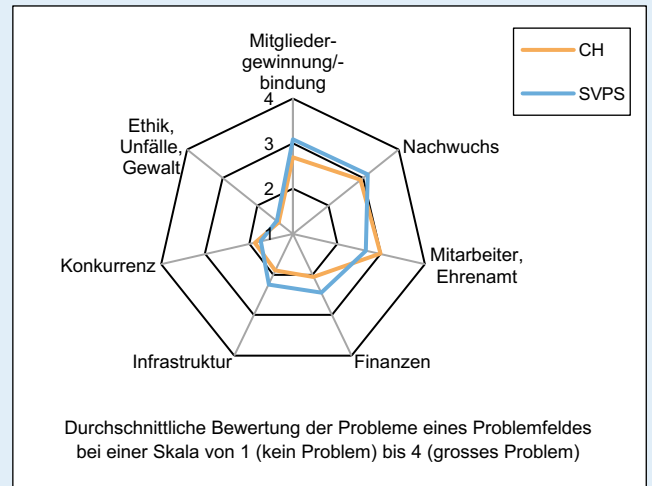 Mitglieder-
gewinnung/-
bindung
CH
SVPS
4
3
2
1
Nachwuchs
Mitarbeiter,
Ehrenamt
Finanzen
Infrastruktur
Konkurrenz
Ethik,
Unfälle,
Gewalt
Durchschnittliche Bewertung der Probleme eines Problemfeldes
bei einer Skala von 1 (kein Problem) bis 4 (grosses Problem)